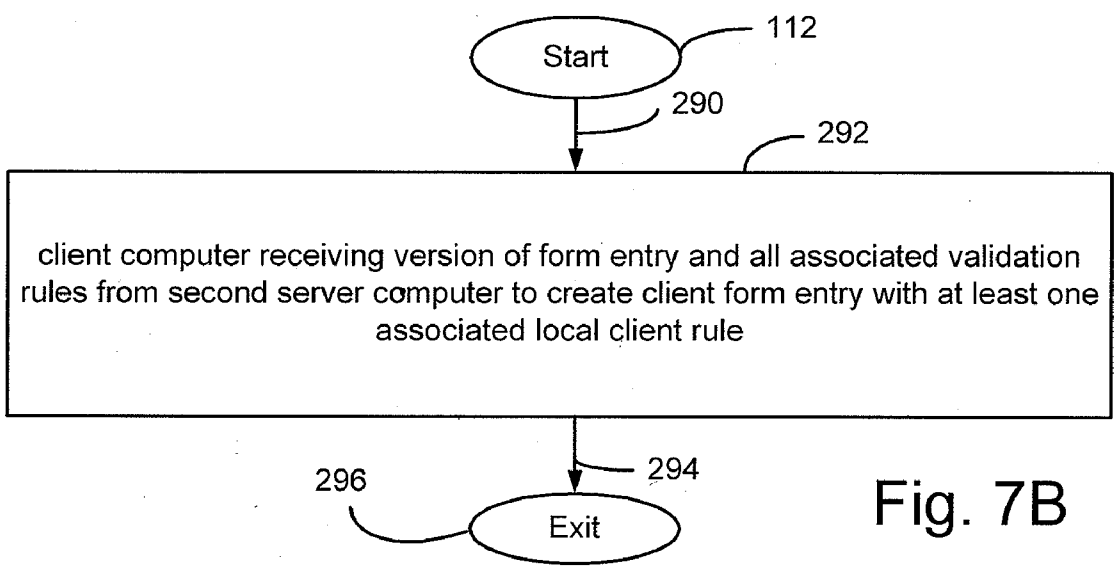 Start
112
290
292
client computer receiving version of form entry and all associated validation
rules from second server computer to create client form entry with at least one
associated local client rule
294
296
Exit
Fig. 7B